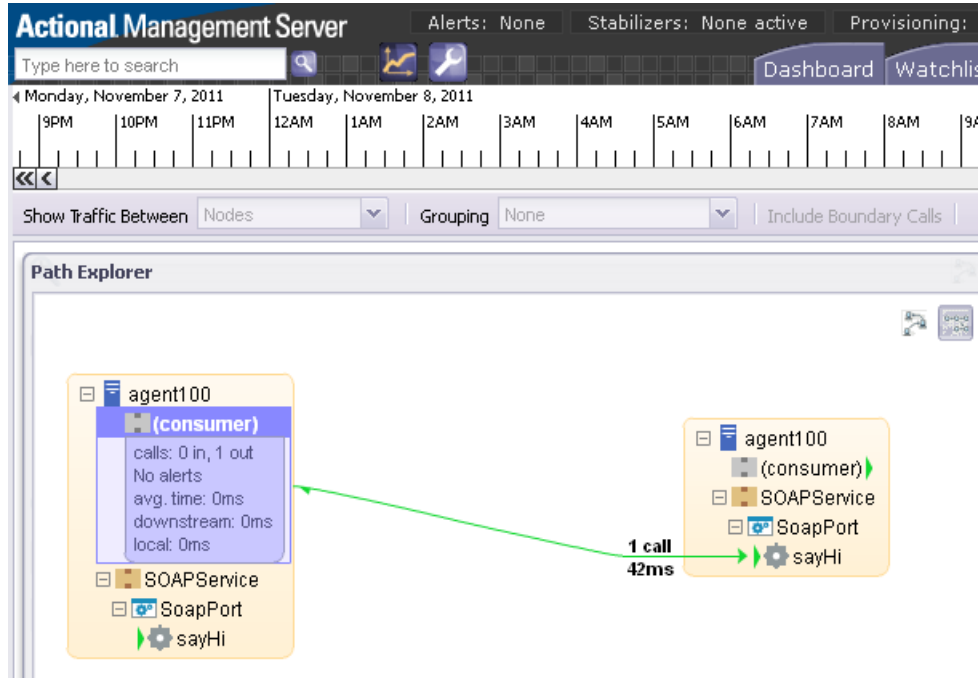 Actional Management Server Alerts: None Stabilizers: None active Provisioning:
Type here to search Dashboard Watchlis
Monday, November 7, 2011 Tuesday, November 8, 2011
9PM 10PM 11PM 12AM 1AM 2AM 3AM 4AM 5AM 6AM 7AM 8AM 9A
Show Traffic Between Nodes Grouping None Include Boundary Calls
Path Explorer
agent100
(consumer)
calls: 0 in, 1 out
No alerts
avg. time: 0ms
downstream: 0ms
local: 0ms
SOAPService
SoapPort
sayHi
1 call
42ms
agent100
(consumer)
SOAPService
SoapPort
sayHi